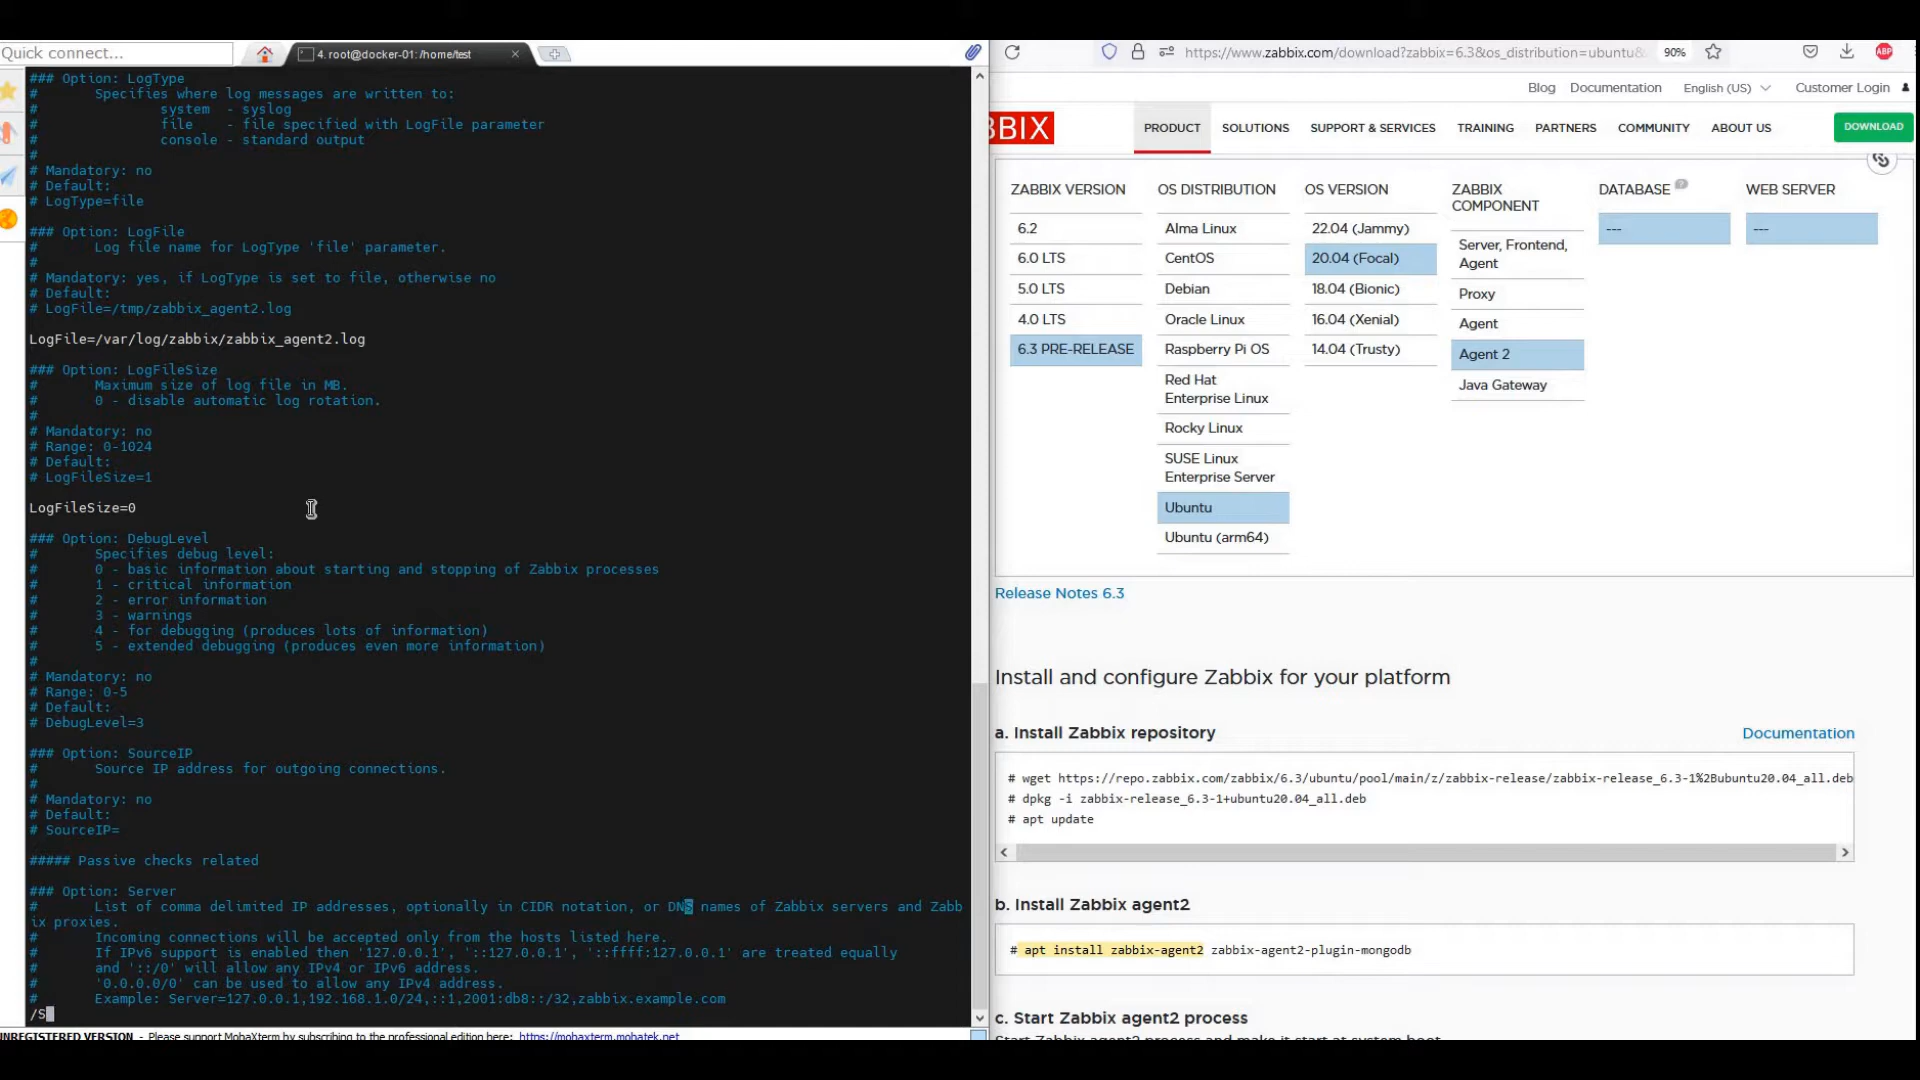 Quick connect...
4. root@docker-01: /home/test
### Option: LogType
#       Specifies where log messages are written to:
#               system  - syslog
#               file    - file specified with LogFile parameter
#               console - standard output
#
# Mandatory: no
# Default:
# LogType=file
### Option: LogFile
#       Log file name for LogType 'file' parameter.
#
# Mandatory: yes, if LogType is set to file, otherwise no
# Default:
# LogFile=/tmp/zabbix_agent2.log
LogFile=/var/log/zabbix/zabbix_agent2.log
### Option: LogFileSize
#       Maximum size of log file in MB.
#       0 - disable automatic log rotation.
#
# Mandatory: no
# Range: 0-1024
# Default:
# LogFileSize=1
LogFileSize=0
### Option: DebugLevel
#       Specifies debug level:
#       0 - basic information about starting and stopping of Zabbix processes
#       1 - critical information
#       2 - error information
#       3 - warnings
#       4 - for debugging (produces lots of information)
#       5 - extended debugging (produces even more information)
#
# Mandatory: no
# Range: 0-5
# Default:
# DebugLevel=3
### Option: SourceIP
#       Source IP address for outgoing connections.
#
# Mandatory: no
# Default:
# SourceIP=
##### Passive checks related
### Option: Server
#       List of comma delimited IP addresses, optionally in CIDR notation, or DNS names of Zabbix servers and Zabb
ix proxies.
#       Incoming connections will be accepted only from the hosts listed here.
#       If IPv6 support is enabled then '127.0.0.1', '::127.0.0.1', '::ffff:127.0.0.1' are treated equally
#       and '::/0' will allow any IPv4 or IPv6 address.
#       '0.0.0.0/0' can be used to allow any IPv4 address.
#       Example: Server=127.0.0.1,192.168.1.0/24,::1,2001:db8::/32,zabbix.example.com
/S
UNREGISTERED VERSION - Please support MobaXterm by subscribing to the professional edition here: https://mobaxterm.mobatek.net
https://www.zabbix.com/download?zabbix=6.3&os_distribution=ubuntu&
90%
ABP
Blog Documentation English (US) Customer Login
BBIX PRODUCT SOLUTIONS SUPPORT & SERVICES TRAINING PARTNERS COMMUNITY ABOUT US DOWNLOAD
ZABBIX VERSION
6.2
6.0 LTS
5.0 LTS
4.0 LTS
6.3 PRE-RELEASE
OS DISTRIBUTION
Alma Linux
CentOS
Debian
Oracle Linux
Raspberry Pi OS
Red Hat
Enterprise Linux
Rocky Linux
SUSE Linux
Enterprise Server
Ubuntu
Ubuntu (arm64)
OS VERSION
22.04 (Jammy)
20.04 (Focal)
18.04 (Bionic)
16.04 (Xenial)
14.04 (Trusty)
ZABBIX
COMPONENT
Server, Frontend,
Agent
Proxy
Agent
Agent 2
Java Gateway
DATABASE ?
---
WEB SERVER
---
Release Notes 6.3
Install and configure Zabbix for your platform
a. Install Zabbix repository
Documentation
# wget https://repo.zabbix.com/zabbix/6.3/ubuntu/pool/main/z/zabbix-release/zabbix-release_6.3-1%2Bubuntu20.04_all.deb
# dpkg -i zabbix-release_6.3-1+ubuntu20.04_all.deb
# apt update
b. Install Zabbix agent2
# apt install zabbix-agent2 zabbix-agent2-plugin-mongodb
c. Start Zabbix agent2 process
Start Zabbix agent2 process and make it start at system boot